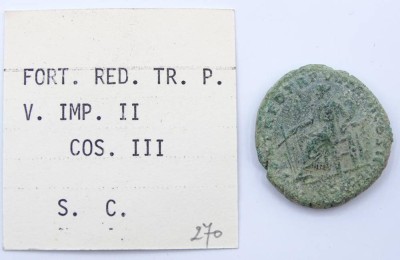 FORT. RED. TR. P.
V. IMP. II
COS. III
S. C.
270